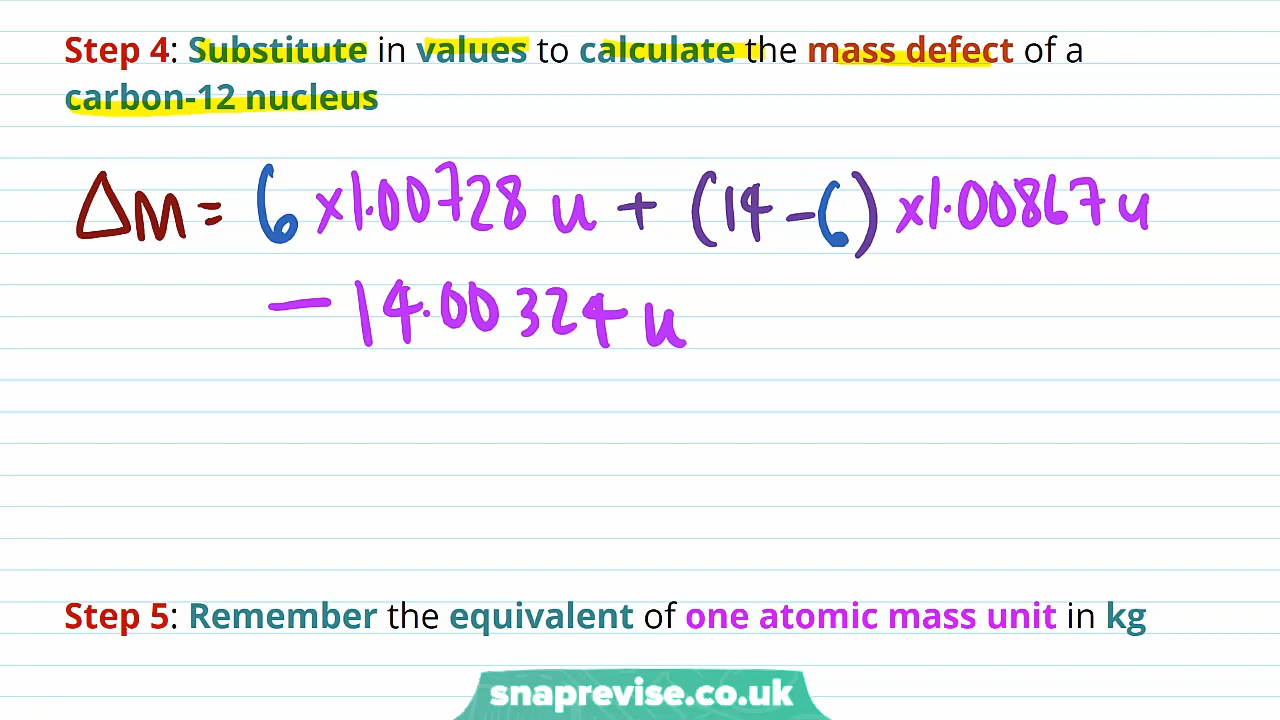 Step 4: Substitute in values to calculate the mass defect of a
carbon-12 nucleus
ΔM = 6 ×1.00728 u + (14 - 6) ×1.00867 u
- 14.00324 u
Step 5: Remember the equivalent of one atomic mass unit in kg
snaprevise.co.uk